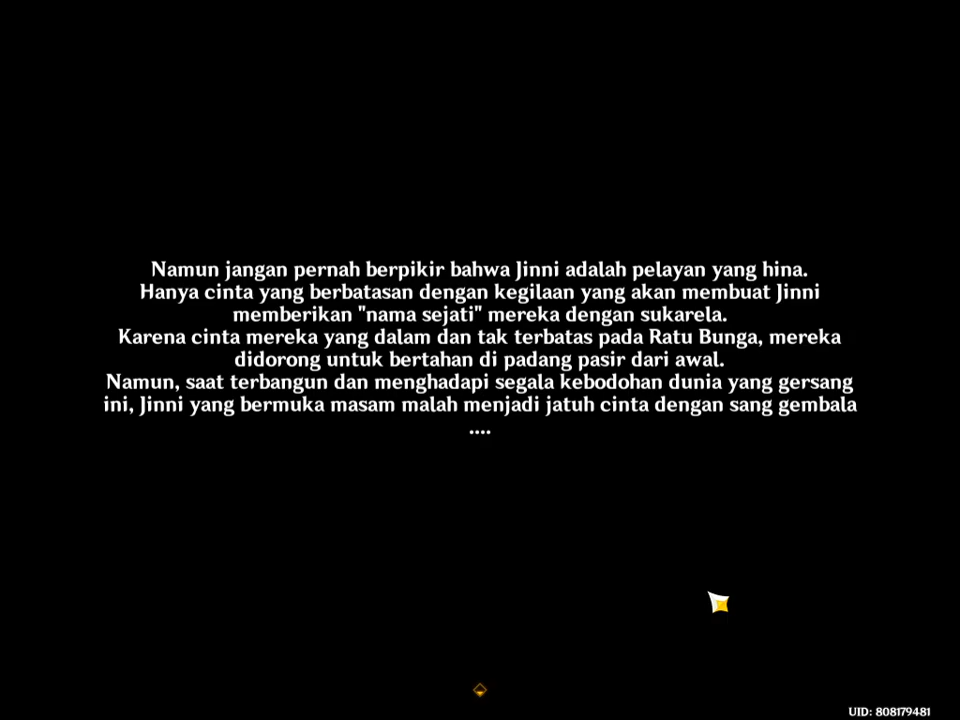 Namun jangan pernah berpikir bahwa Jinni adalah pelayan yang hina.
Hanya cinta yang berbatasan dengan kegilaan yang akan membuat Jinni
memberikan "nama sejati" mereka dengan sukarela.
Karena cinta mereka yang dalam dan tak terbatas pada Ratu Bunga, mereka
didorong untuk bertahan di padang pasir dari awal.
Namun, saat terbangun dan menghadapi segala kebodohan dunia yang gersang
ini, Jinni yang bermuka masam malah menjadi jatuh cinta dengan sang gembala
....
UID: 808179481